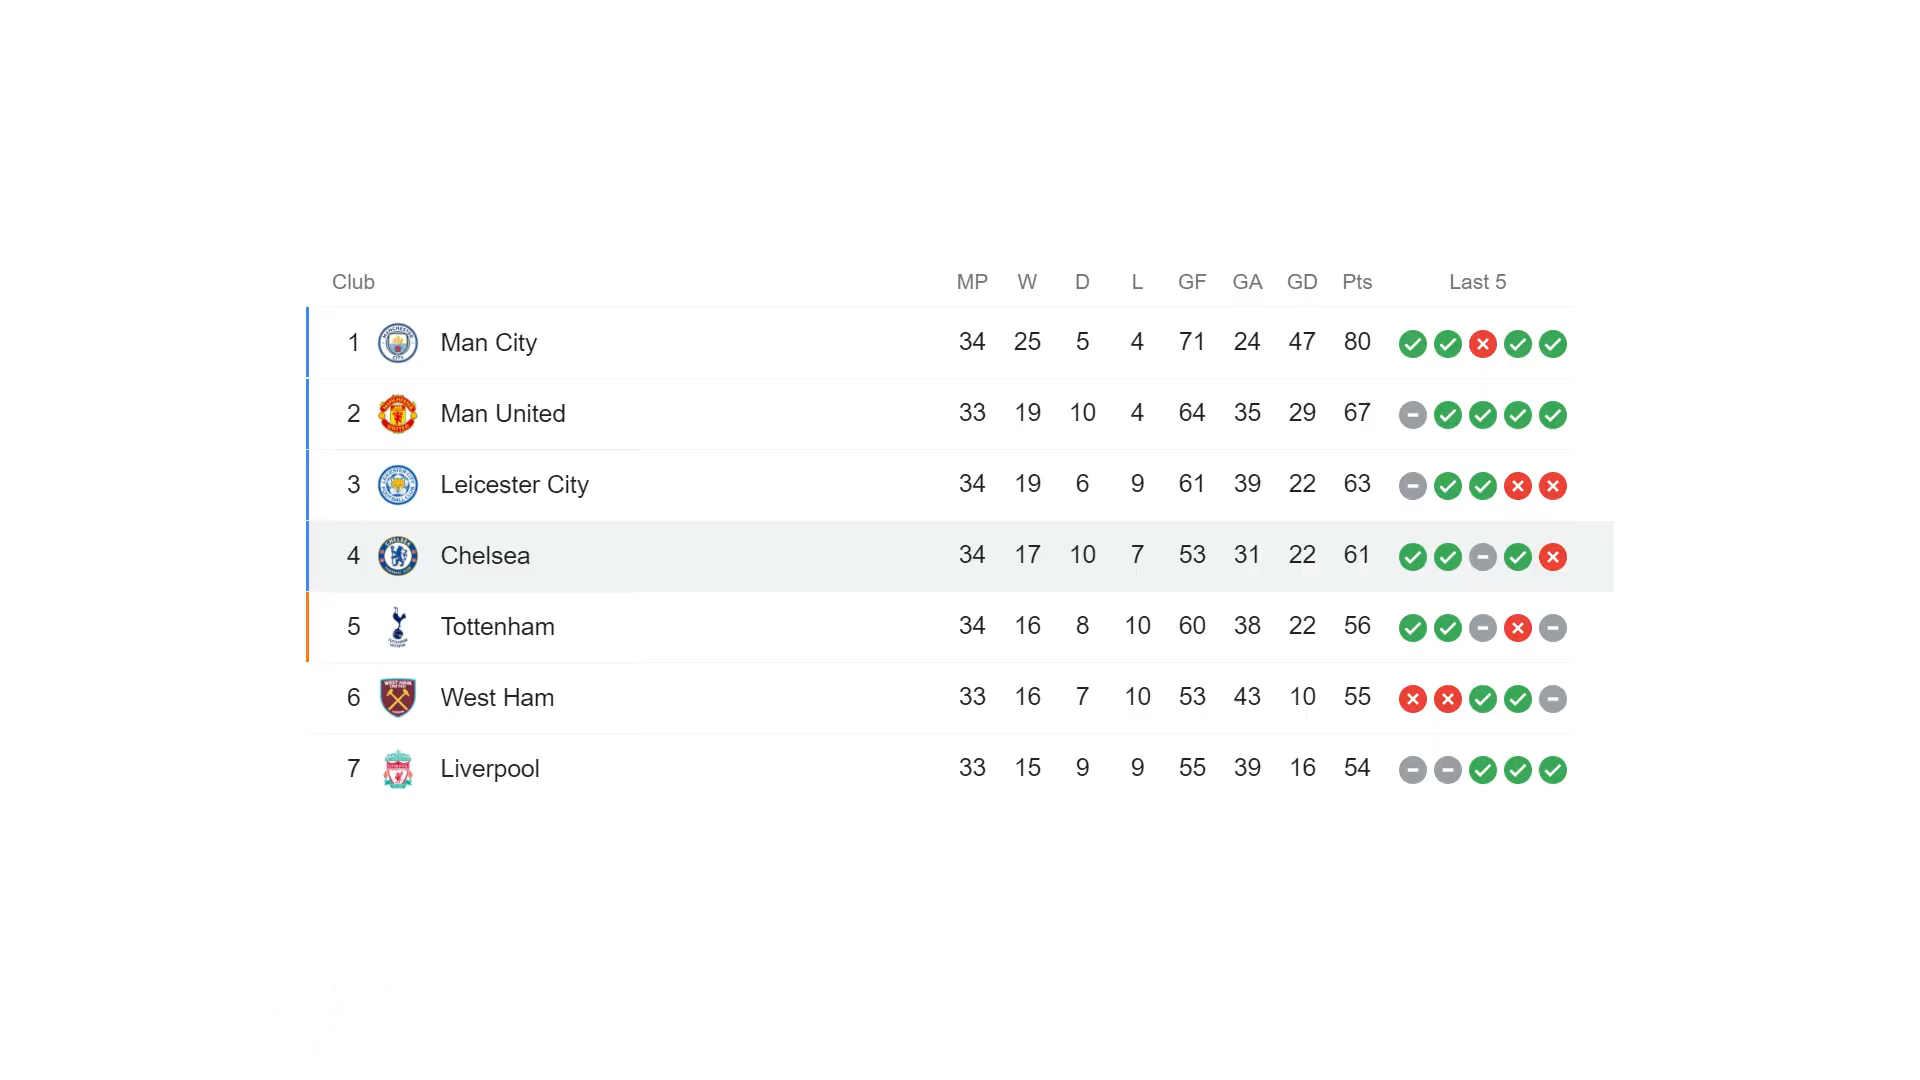 Club MP W D L GF GA GD Pts Last 5
1 Man City 34 25 5 4 71 24 47 80
2 Man United 33 19 10 4 64 35 29 67
3 Leicester City 34 19 6 9 61 39 22 63
4 Chelsea 34 17 10 7 53 31 22 61
5 Tottenham 34 16 8 10 60 38 22 56
6 West Ham 33 16 7 10 53 43 10 55
7 Liverpool 33 15 9 9 55 39 16 54